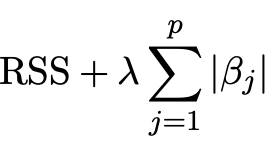 RSS + λ ∑_{j=1}^{p} |β_j|